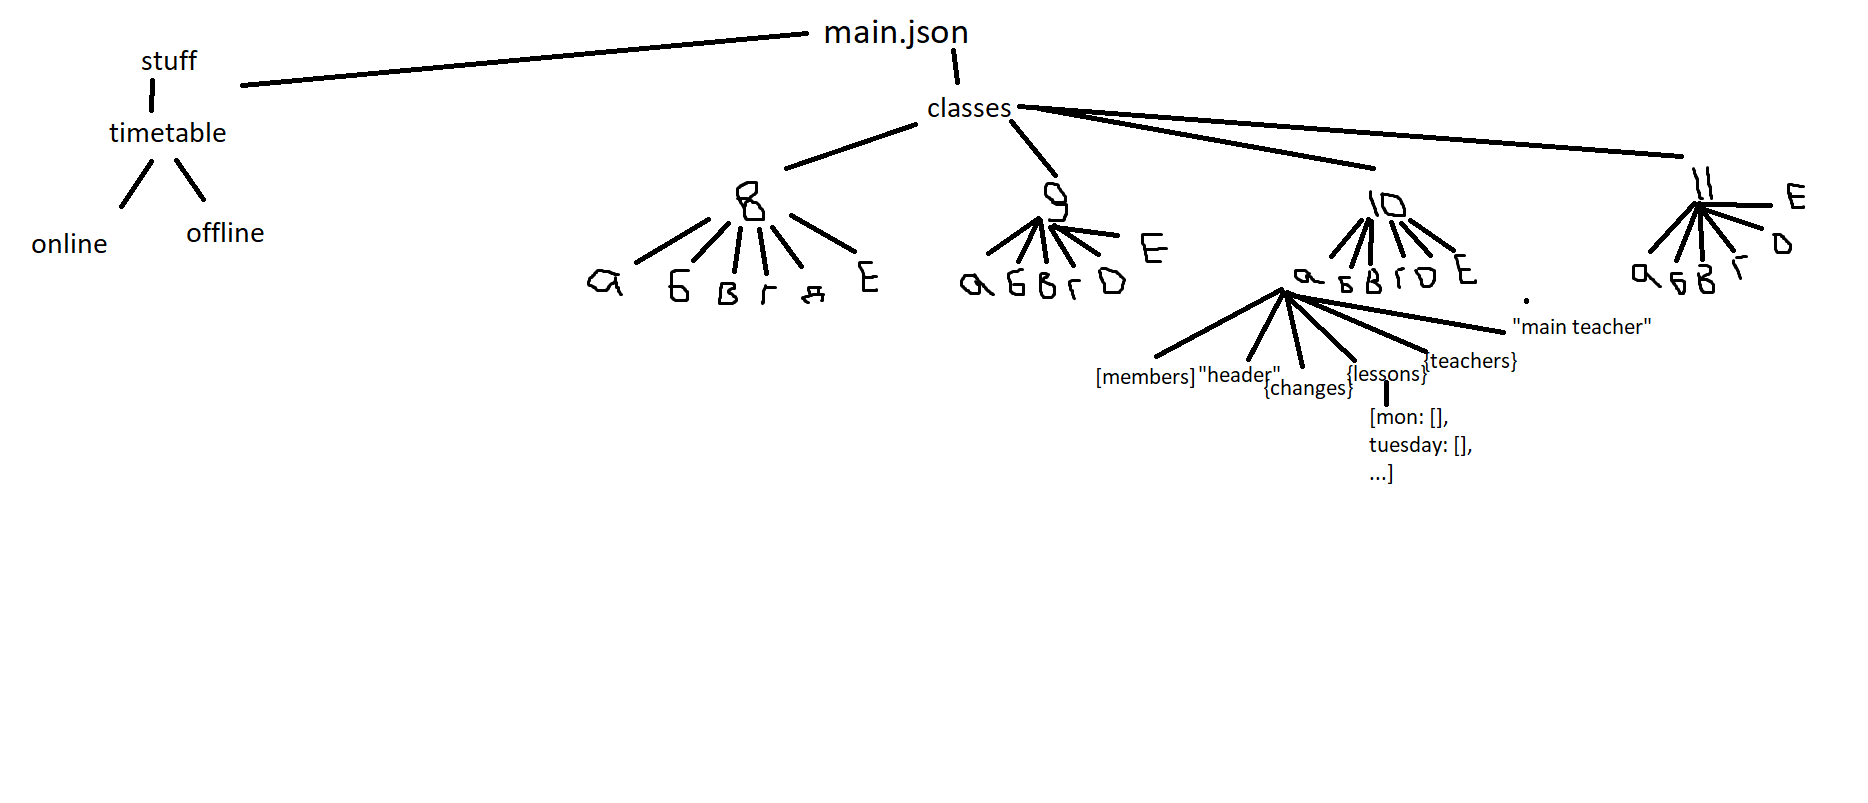 main.json
stuff
classes
timetable
online
offline
8
9
10
11
а Б В Г д Е
а Б В Г D Е
а Б В Г D Е
а Б В Г D Е
"main teacher"
{teachers}
[members]
"header"
{changes}
{lessons}
[mon: [],
tuesday: [],
...]